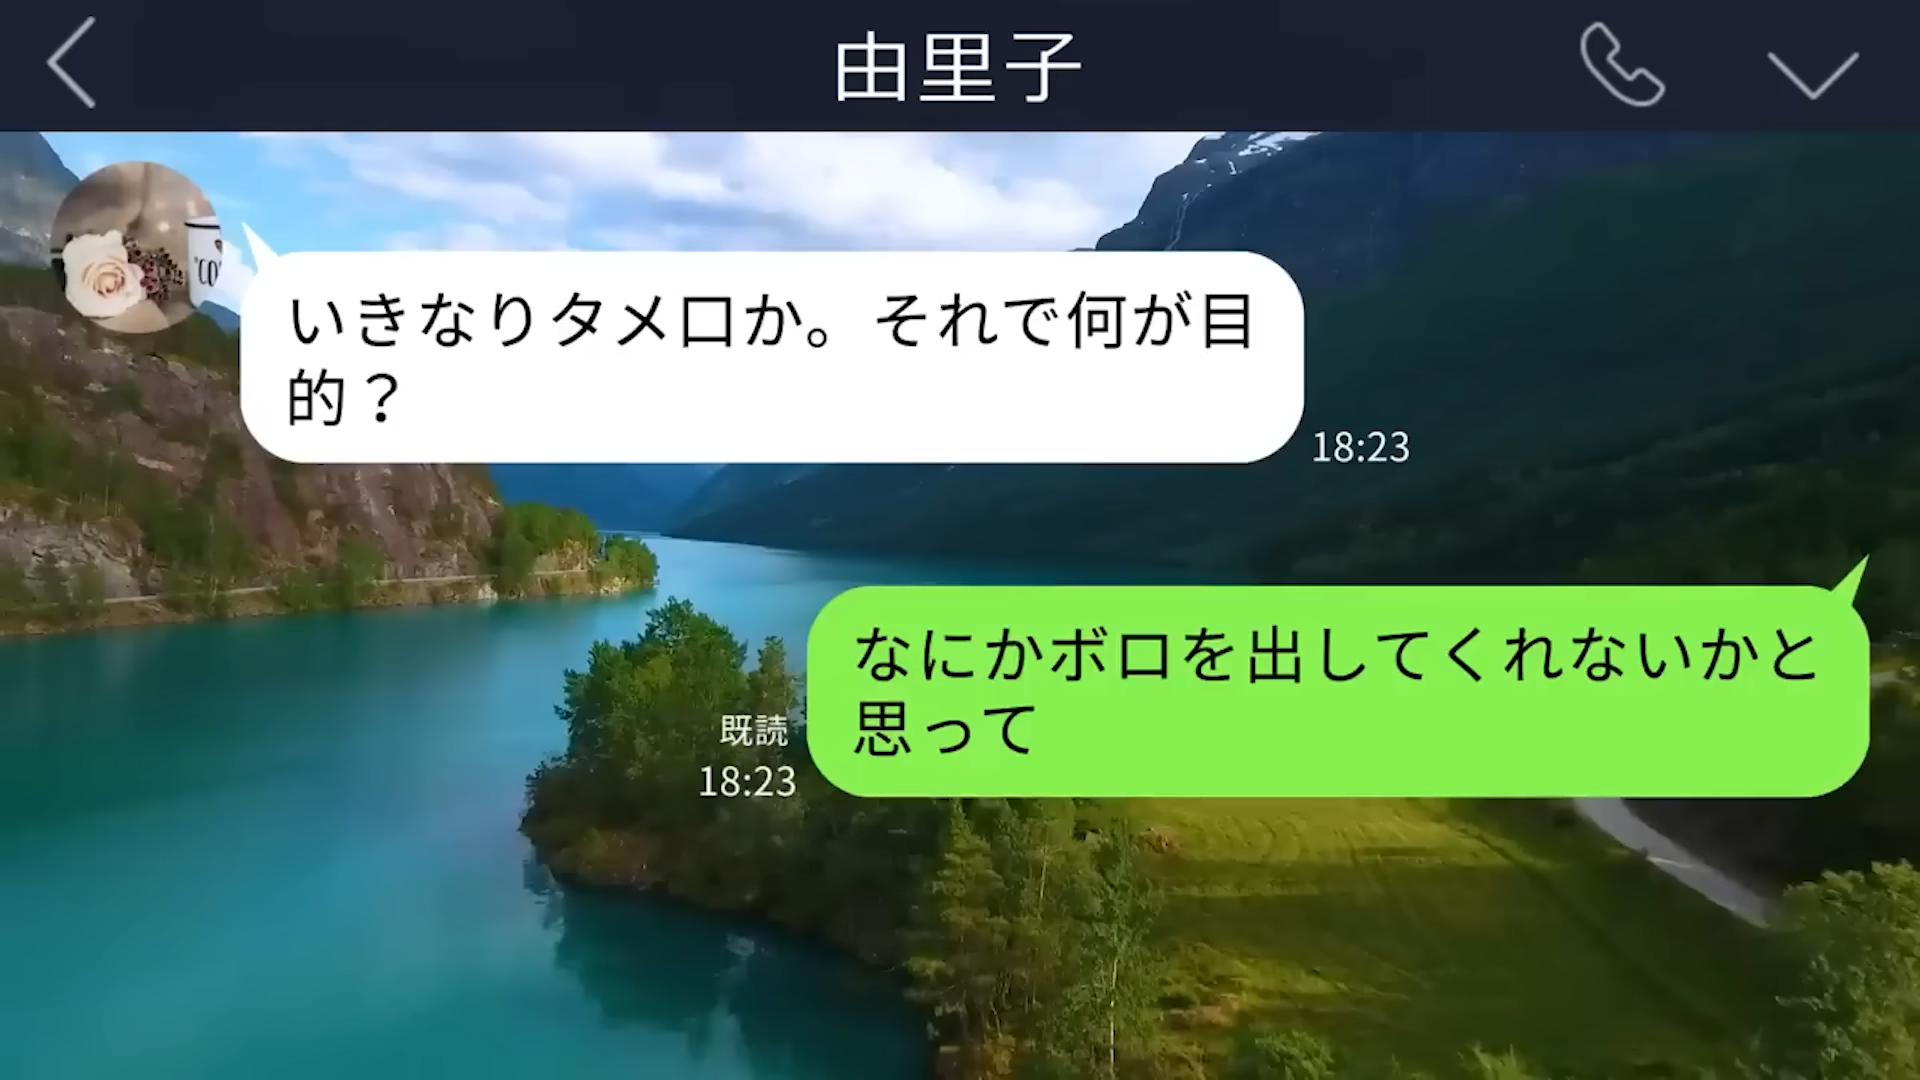 由里子
いきなりタメ口か。それで何が目
的？
18:23
なにかボロを出してくれないかと
思って
既読
18:23
"CO